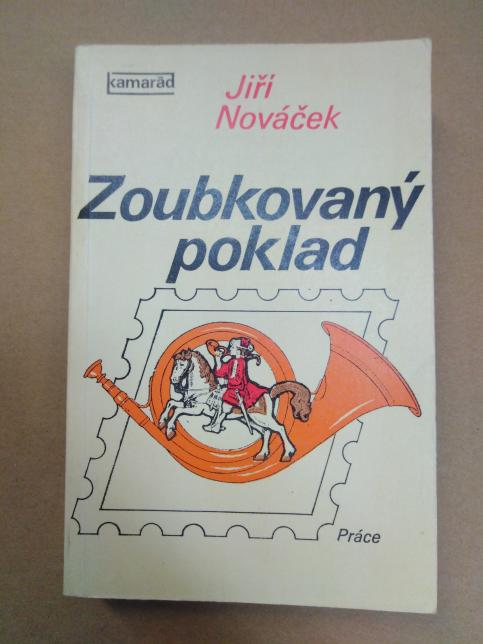 kamarád
Jiří
Nováček
Zoubkovaný
poklad
Práce